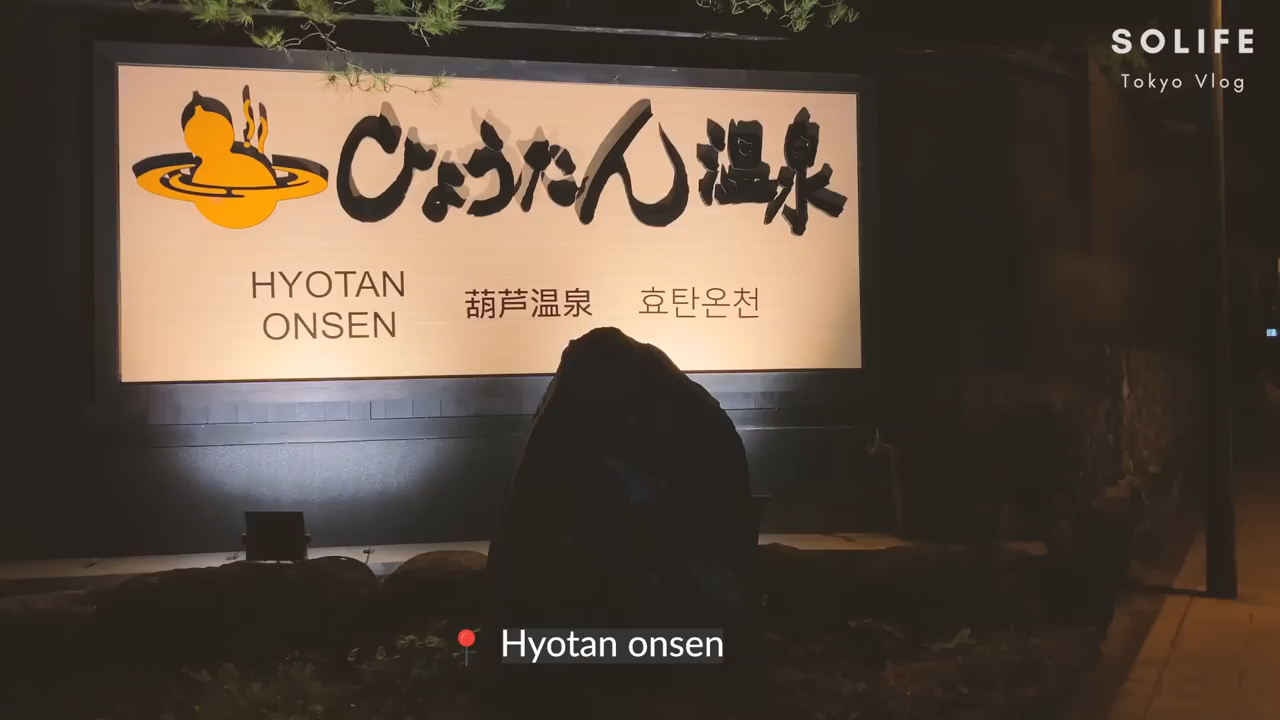 SOLIFE
Tokyo Vlog
ひょうたん温泉
HYOTAN
ONSEN
葫芦温泉
효탄온천
📍 Hyotan onsen